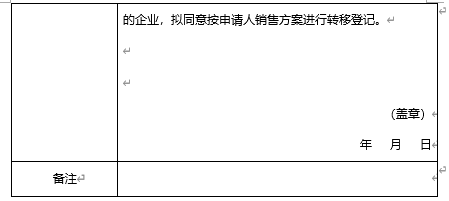 的企业，拟同意按申请人销售方案进行转移登记。
（盖章）
年 月 日
备注